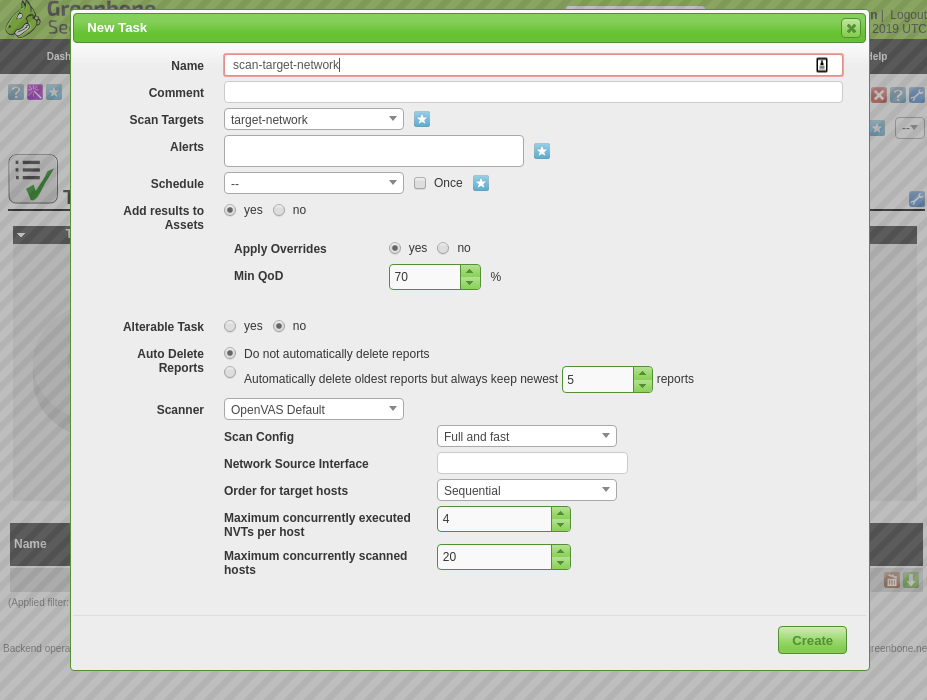 Greenbone
Logout
2019 UTC
New Task
Dash
Help
Name scan-target-network
Comment
Scan Targets target-network
Alerts
Schedule -- Once
--
Add results to yes no
Assets
Apply Overrides yes no
Min QoD 70 %
Alterable Task yes no
Auto Delete Do not automatically delete reports
Reports
Automatically delete oldest reports but always keep newest 5 reports
Scanner OpenVAS Default
Scan Config Full and fast
Network Source Interface
Order for target hosts Sequential
Maximum concurrently executed 4
NVTs per host
Name
Maximum concurrently scanned 20
hosts
(Applied filter:
Create
Backend opera
reenbone.ne